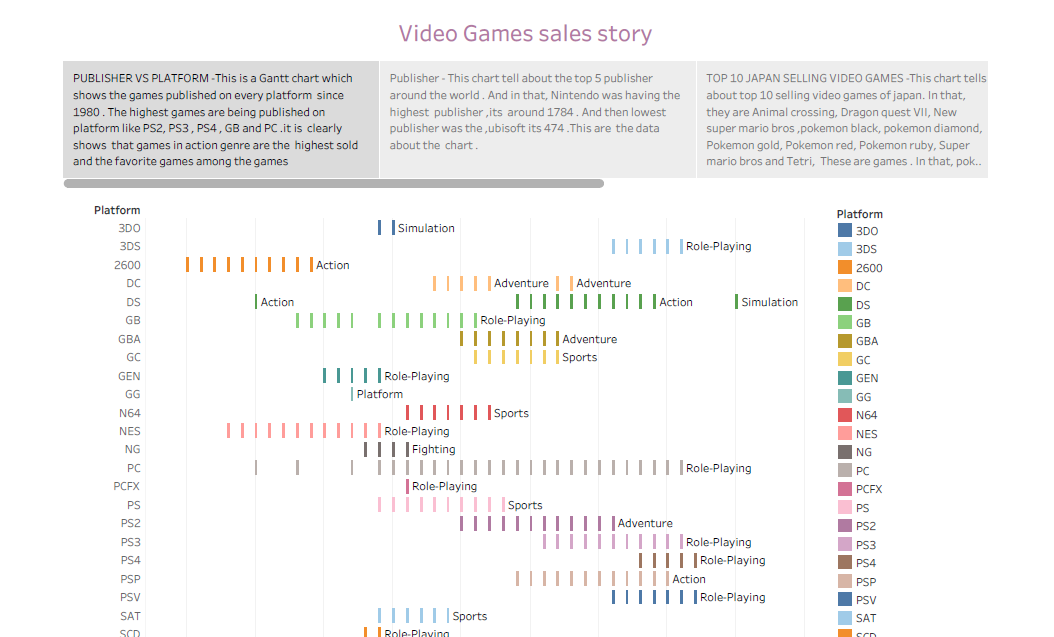 Video Games sales story
PUBLISHER VS PLATFORM -This is a Gantt chart which
shows the games published on every platform since
1980 . The highest games are being published on
platform like PS2, PS3 , PS4 , GB and PC .it is clearly
shows that games in action genre are the highest sold
and the favorite games among the games
Publisher - This chart tell about the top 5 publisher
around the world . And in that, Nintendo was having the
highest publisher ,its around 1784 . And then lowest
publisher was the ,ubisoft its 474 .This are the data
about the chart .
TOP 10 JAPAN SELLING VIDEO GAMES -This chart tells
about top 10 selling video games of japan. In that,
they are Animal crossing, Dragon quest VII, New
super mario bros ,pokemon black, pokemon diamond,
Pokemon gold, Pokemon red, Pokemon ruby, Super
mario bros and Tetri, These are games . In that, pok..
Platform
3DO Simulation
3DS Role-Playing
2600 Action
DC Adventure Adventure
DS Action Action Simulation
GB Role-Playing
GBA Adventure
GC Sports
GEN Role-Playing
GG Platform
N64 Sports
NES Role-Playing
NG Fighting
PC Role-Playing
PCFX Role-Playing
PS Sports
PS2 Adventure
PS3 Role-Playing
PS4 Role-Playing
PSP Action
PSV Role-Playing
SAT Sports
SCD Role-Playing
Platform
3DO
3DS
2600
DC
DS
GB
GBA
GC
GEN
GG
N64
NES
NG
PC
PCFX
PS
PS2
PS3
PS4
PSP
PSV
SAT
SCD